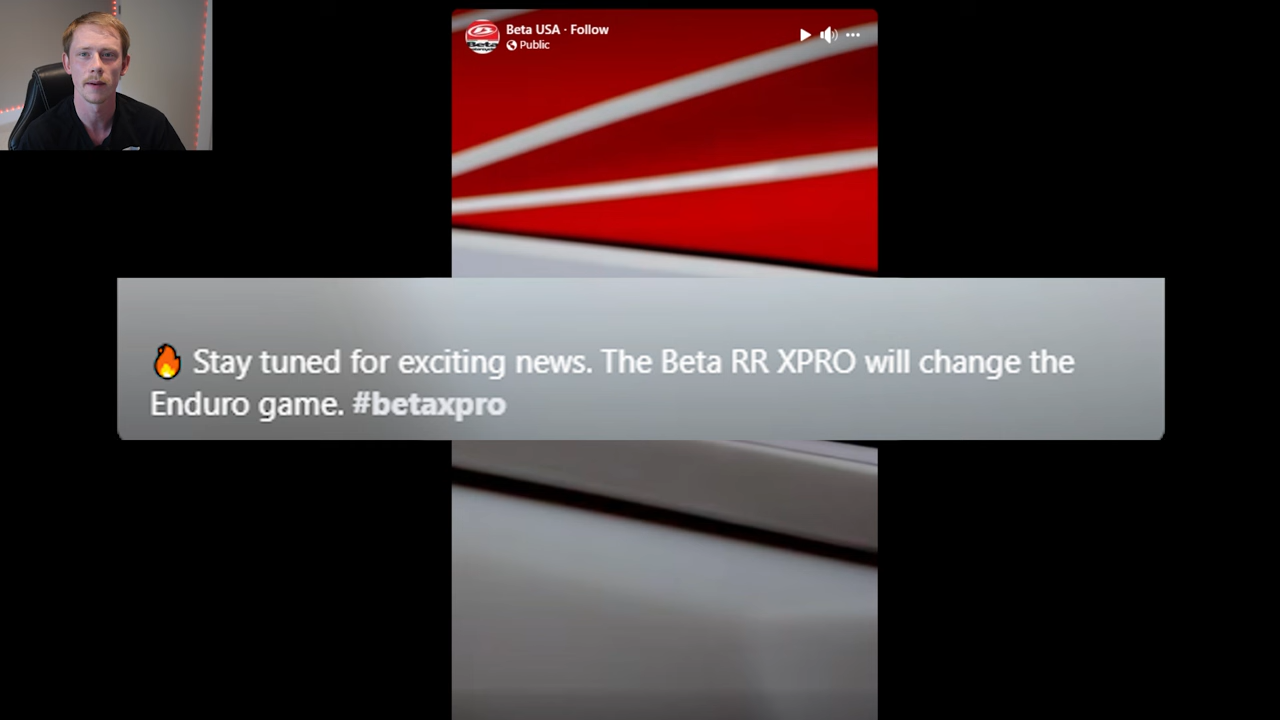 Beta USA · Follow
Public
🔥 Stay tuned for exciting news. The Beta RR XPRO will change the
Enduro game. #betaxpro
Beta